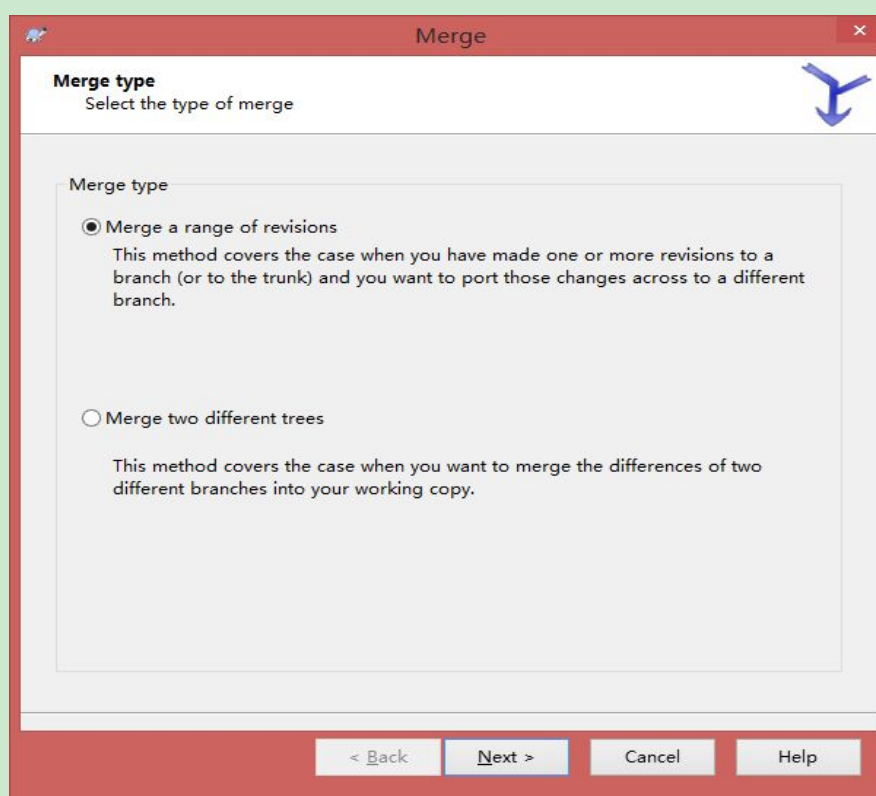 Merge
Merge type
Select the type of merge
Merge type
Merge a range of revisions
This method covers the case when you have made one or more revisions to a
branch (or to the trunk) and you want to port those changes across to a different
branch.
Merge two different trees
This method covers the case when you want to merge the differences of two
different branches into your working copy.
< Back Next > Cancel Help